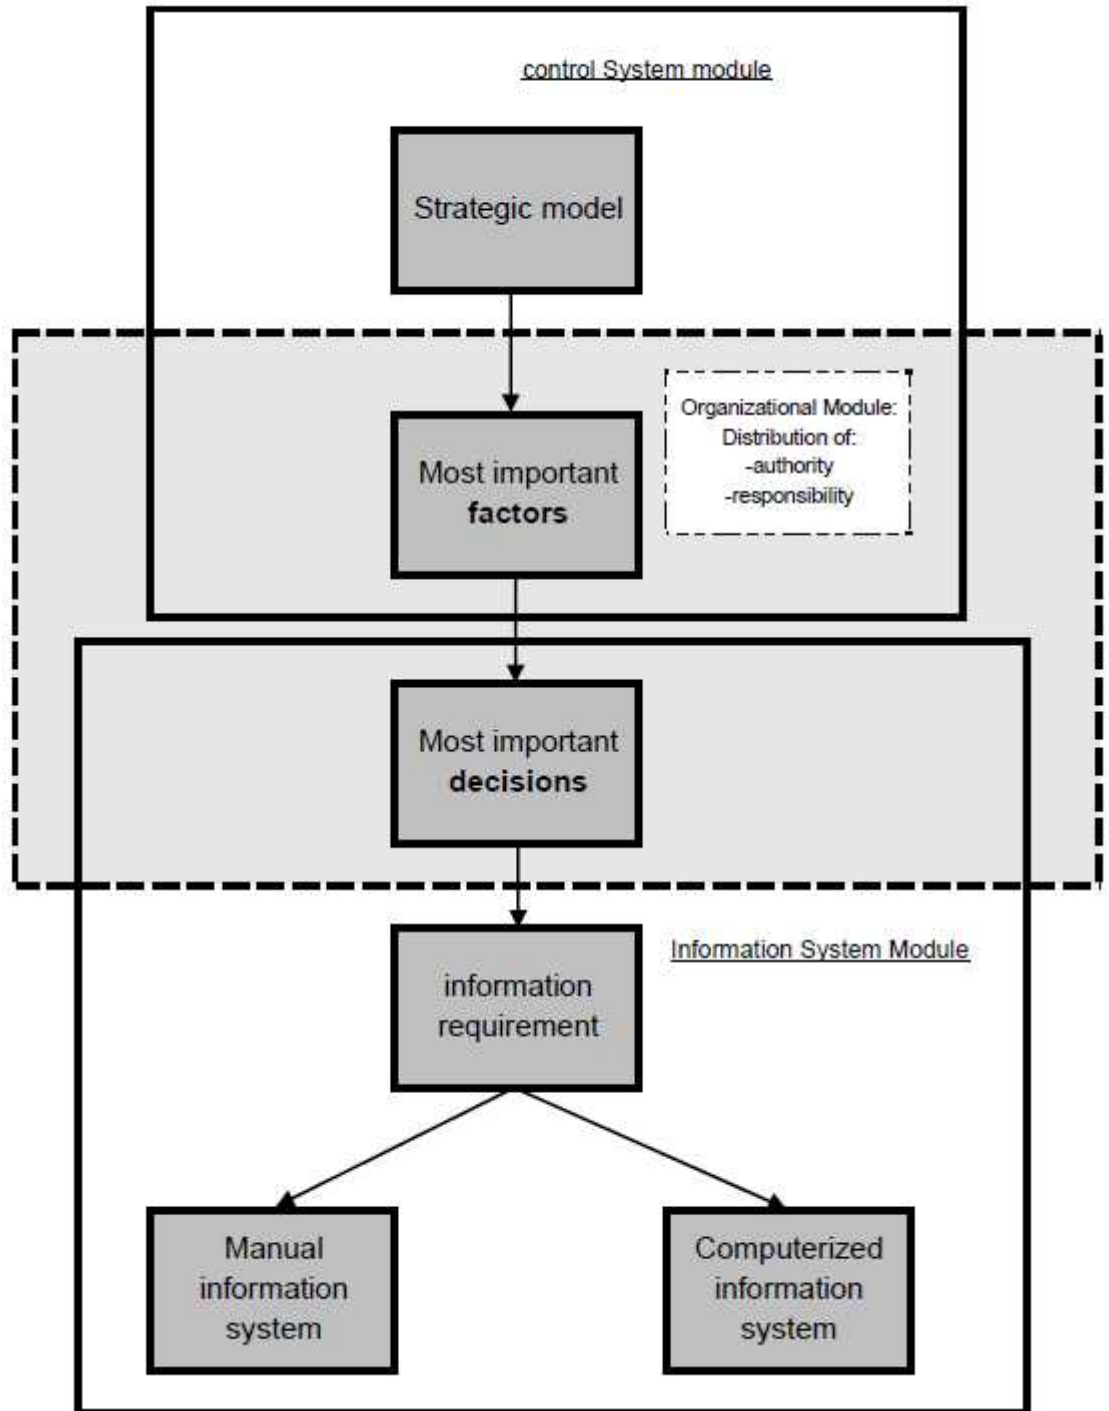 control System module
Strategic model
Organizational Module:
Distribution of:
-authority
-responsibility
Most important
factors
Most important
decisions
Information System Module
information
requirement
Manual
information
system
Computerized
information
system